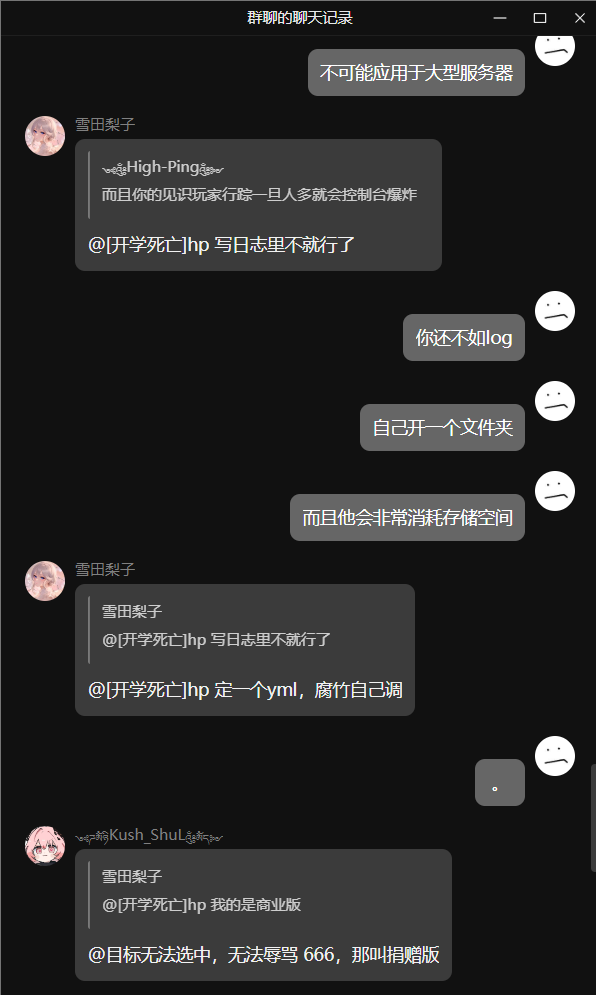 群聊的聊天记录
不可能应用于大型服务器
雪田梨子
High-Ping
而且你的见识玩家行踪一旦人多就会控制台爆炸
@[开学死亡]hp 写日志里不就行了
你还不如log
自己开一个文件夹
而且他会非常消耗存储空间
雪田梨子
雪田梨子
@[开学死亡]hp 写日志里不就行了
@[开学死亡]hp 定一个yml，腐竹自己调
。
Kush_ShuL
雪田梨子
@[开学死亡]hp 我的是商业版
@目标无法选中，无法辱骂 666，那叫捐赠版